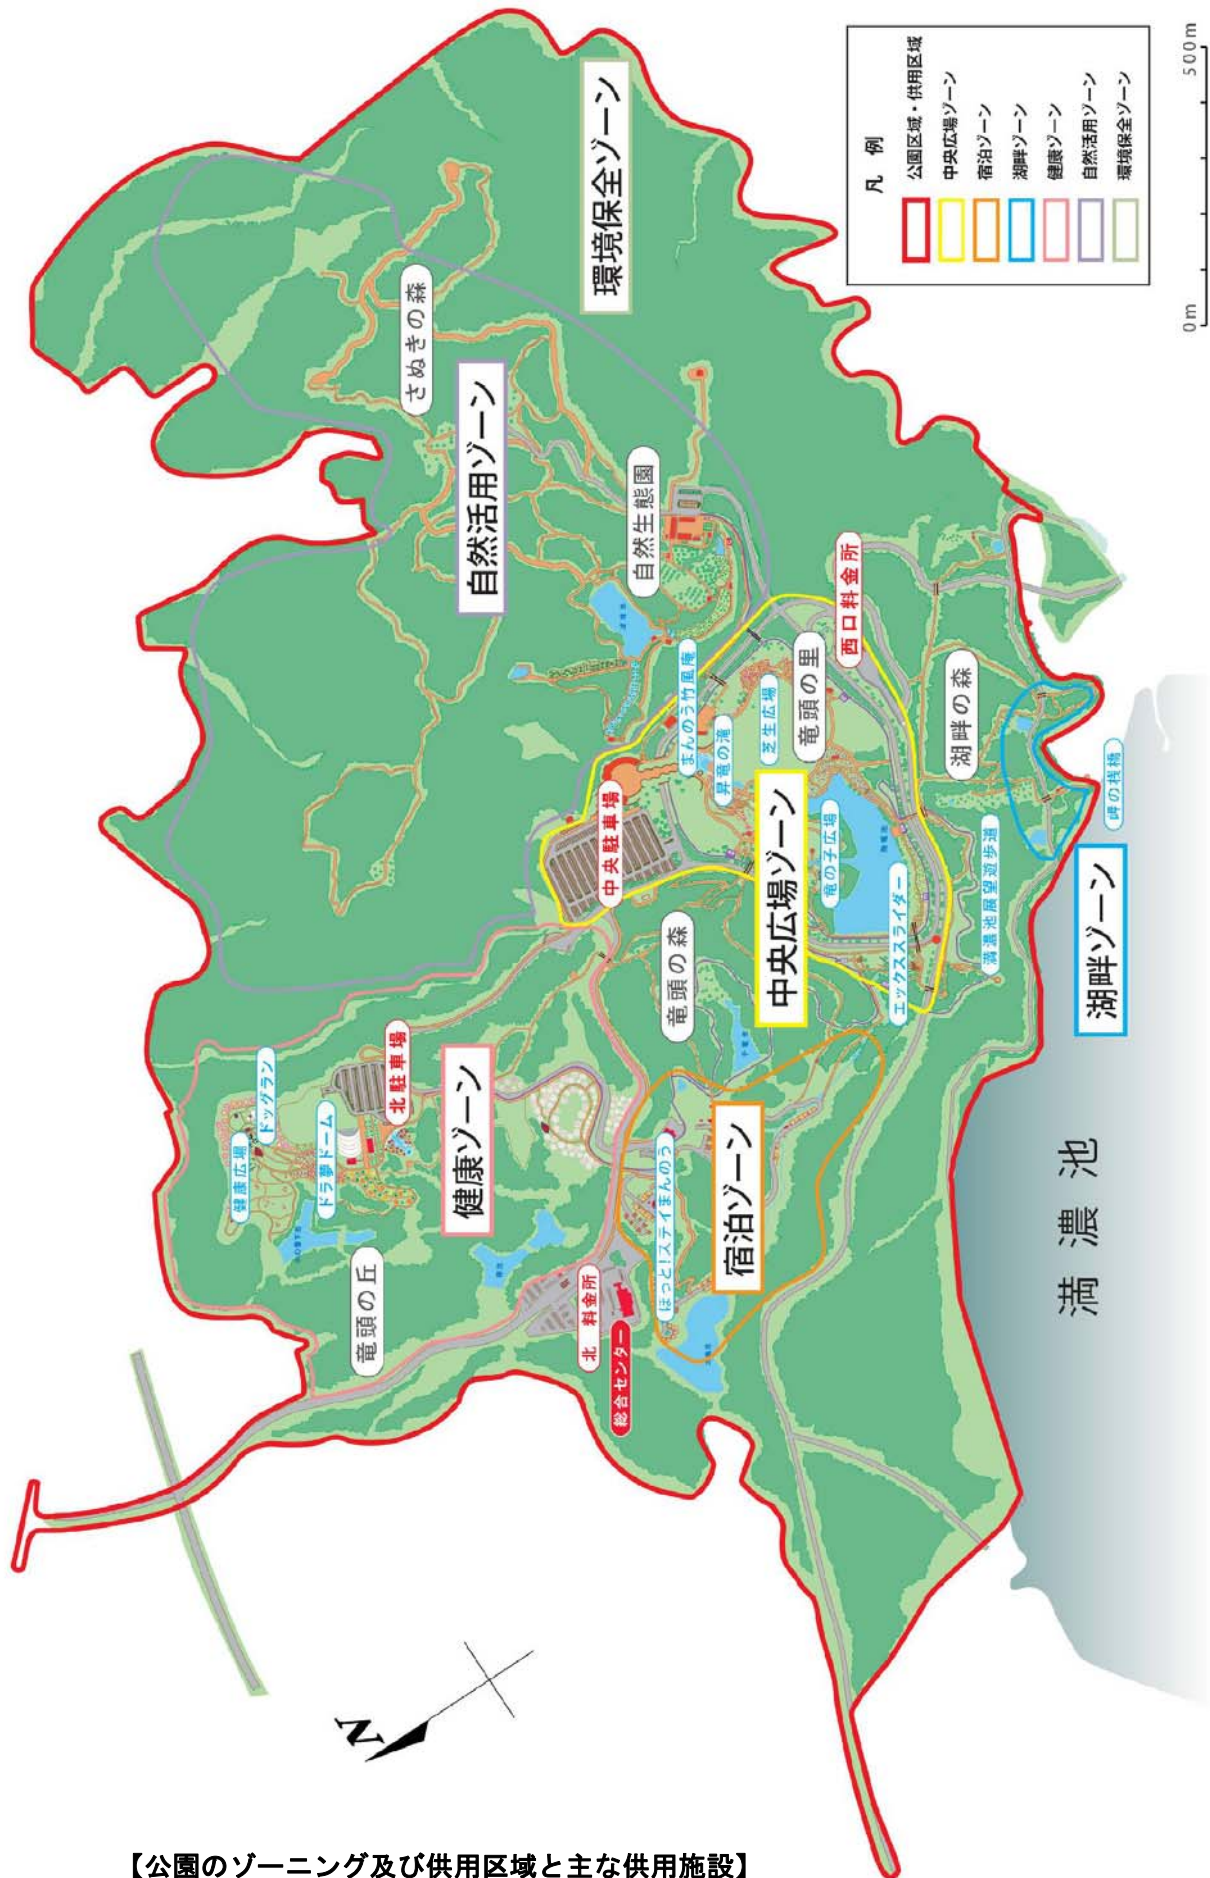 環境保全ゾーン
さぬきの森
自然活用ゾーン
自然生態園
西口料金所
まんのう竹風庵
昇竜の滝
芝生広場
竜頭の里
湖畔の森
中央駐車場
中央広場ゾーン
竜の子広場
エックススライダー
満濃池展望遊歩道
岬の桟橋
湖畔ゾーン
竜頭の森
健康広場
ドッグラン
ドラ夢ドーム
北駐車場
健康ゾーン
竜頭の丘
北 料金所
総合センター
ほっと!ステイまんのう
宿泊ゾーン
満濃池
凡 例
公園区域・供用区域
中央広場ゾーン
宿泊ゾーン
湖畔ゾーン
健康ゾーン
自然活用ゾーン
環境保全ゾーン
0m 500m
N
【公園のゾーニング及び供用区域と主な供用施設】